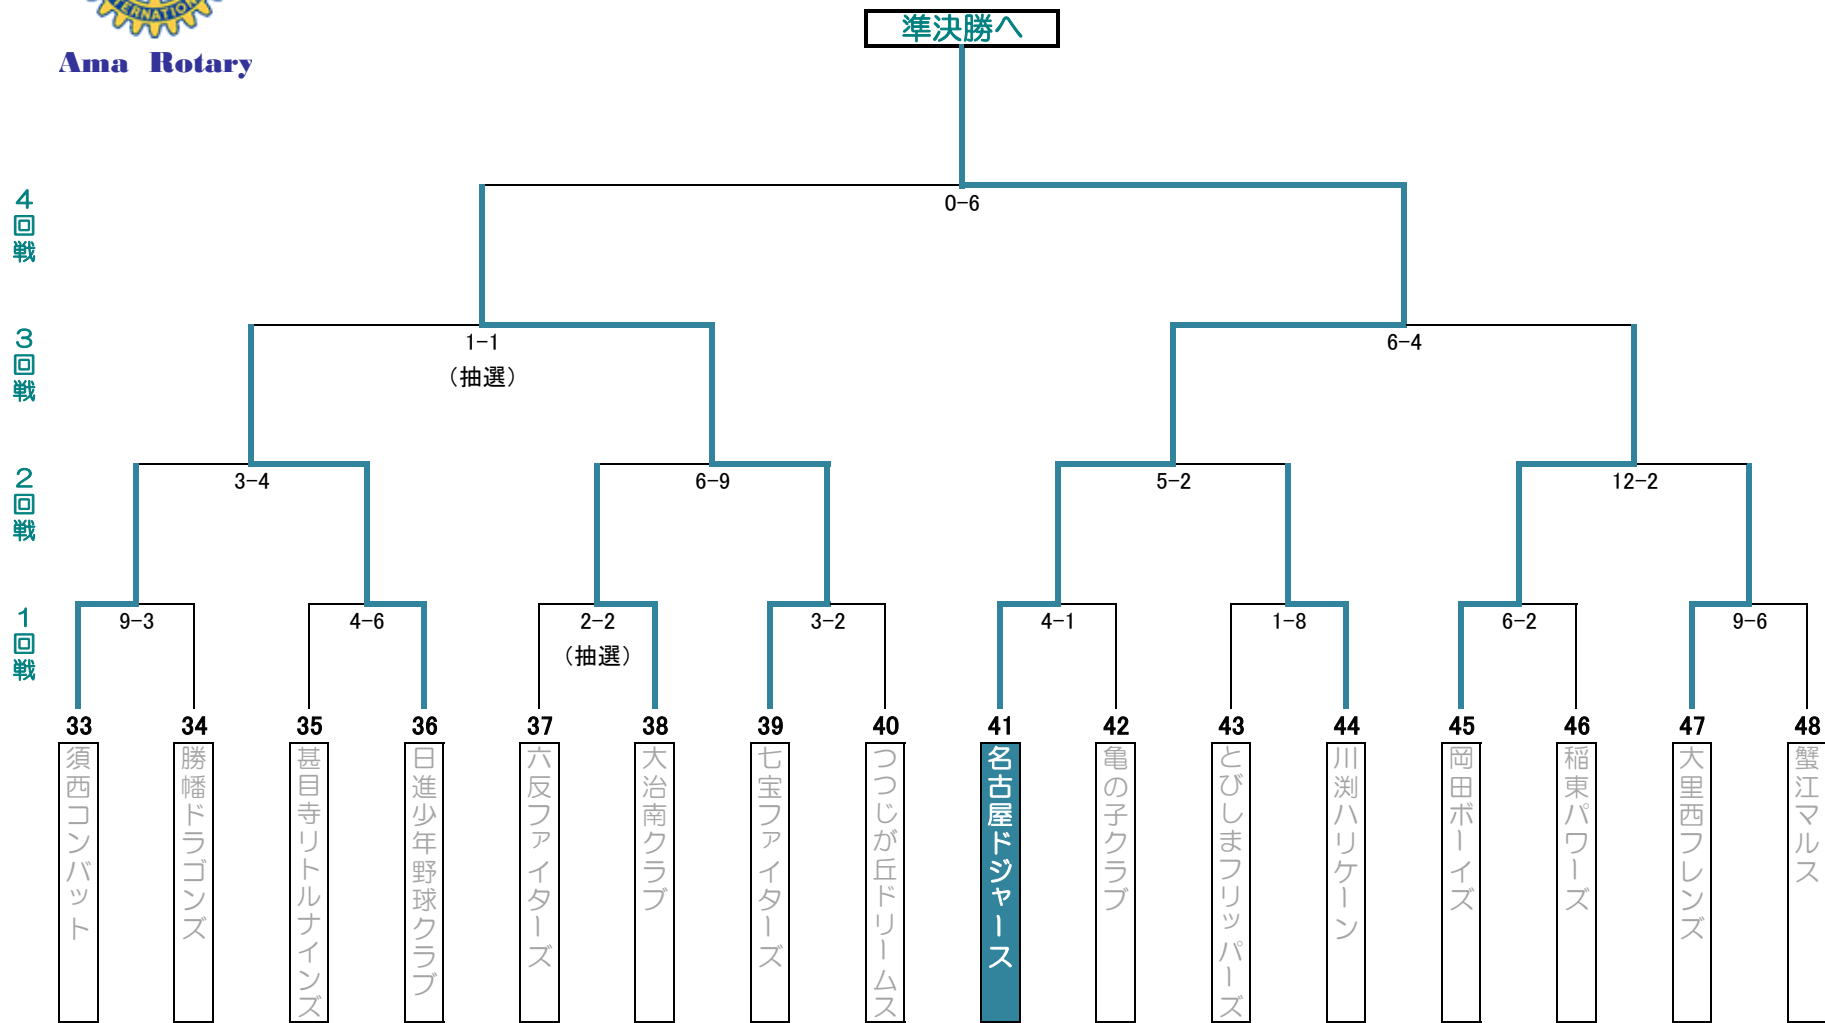 INTERNATIONAL
Ama Rotary
準決勝へ
4回戦
0-6
3回戦
1-1
(抽選)
6-4
2回戦
3-4
6-9
5-2
12-2
1回戦
9-3
4-6
2-2
(抽選)
3-2
4-1
1-8
6-2
9-6
33
34
35
36
37
38
39
40
41
42
43
44
45
46
47
48
須西コンバット
勝幡ドラゴンズ
甚目寺リトルナインズ
日進少年野球クラブ
六反ファイターズ
大治南クラブ
七宝ファイターズ
つつじが丘ドリームス
名古屋ドジャース
亀の子クラブ
とびしまフリッパーズ
川渕ハリケーン
岡田ボーイズ
稲東パワーズ
大里西フレンズ
蟹江マルス